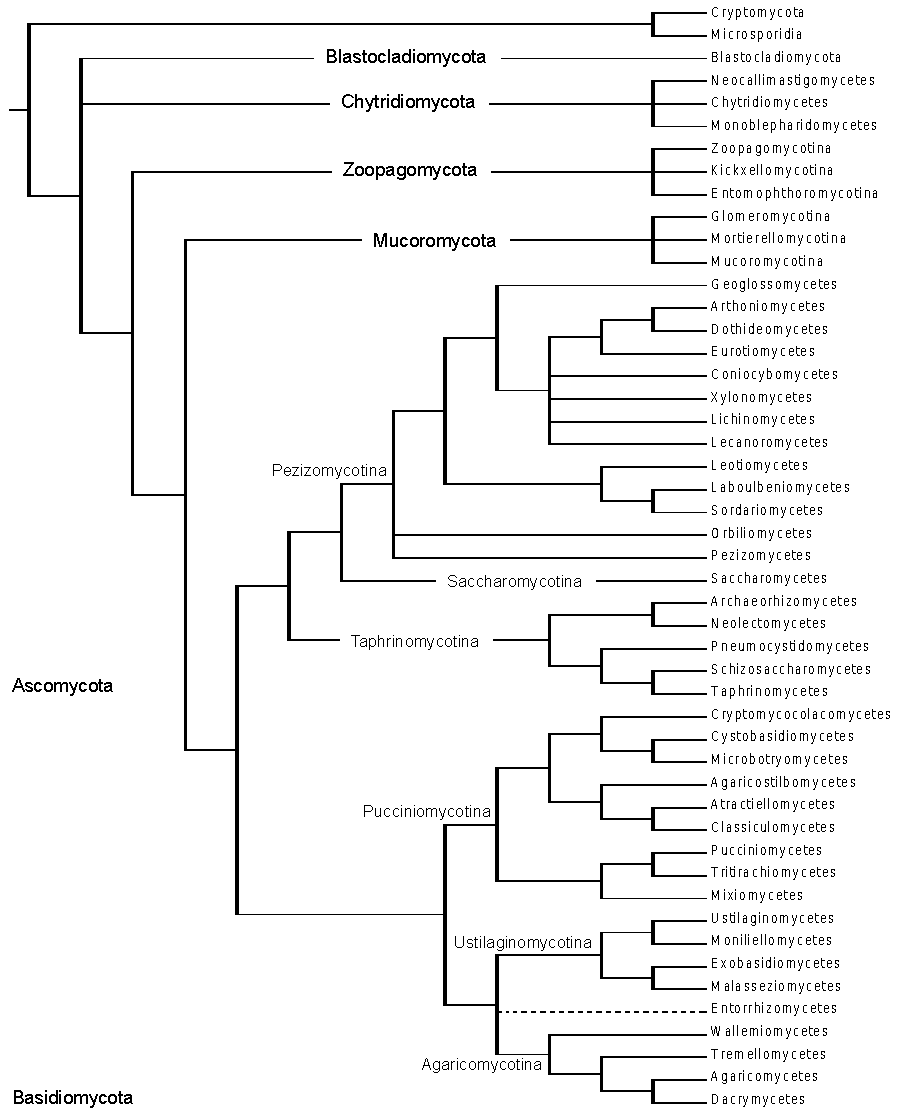 Cryptomycota
Microsporidia
Blastocladiomycota Blastocladiomycota
Neocallimastigomycetes
Chytridiomycota Chytridiomycetes
Monoblepharidomycetes
Zoopagomycotina
Zoopagomycota Kickxellomycotina
Entomophthoromycotina
Glomeromycotina
Mucoromycota Mortierellomycotina
Mucoromycotina
Geoglossomycetes
Arthoniomycetes
Dothideomycetes
Eurotiomycetes
Coniocybomycetes
Xylonomycetes
Lichinomycetes
Lecanoromycetes
Pezizomycotina Leotiomycetes
Laboulbeniomycetes
Sordariomycetes
Orbiliomycetes
Pezizomycetes
Saccharomycotina Saccharomycetes
Archaeorhizomycetes
Neolectomycetes
Taphrinomycotina Pneumocystidomycetes
Schizosaccharomycetes
Ascomycota Taphrinomycetes
Cryptomycocolacomycetes
Cystobasidiomycetes
Microbotryomycetes
Agaricostilbomycetes
Pucciniomycotina Atractiellomycetes
Classiculomycetes
Pucciniomycetes
Tritirachiomycetes
Mixiomycetes
Ustilaginomycetes
Ustilaginomycotina Moniliellomycetes
Exobasidiomycetes
Malasseziomycetes
Entorrhizomycetes
Wallemiomycetes
Agaricomycotina Tremellomycetes
Agaricomycetes
Basidiomycota Dacrymycetes